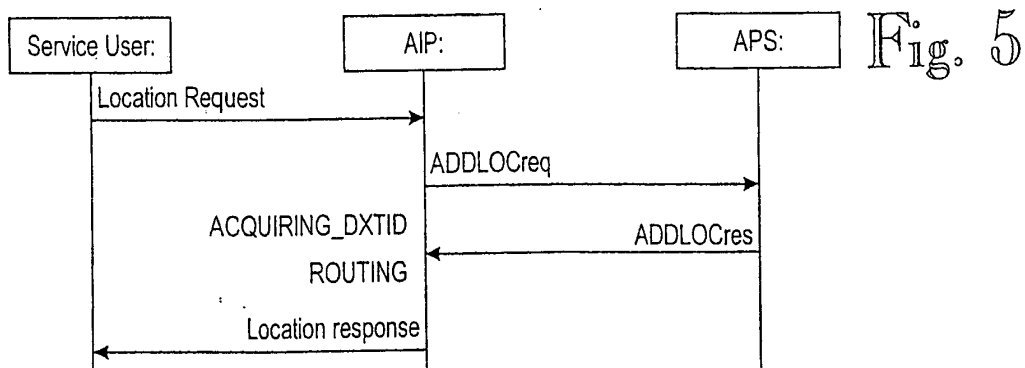 Service User:
AIP:
APS:
Fig. 5
Location Request
ADDLOCreq
ACQUIRING_DXTID
ADDLOCres
ROUTING
Location response